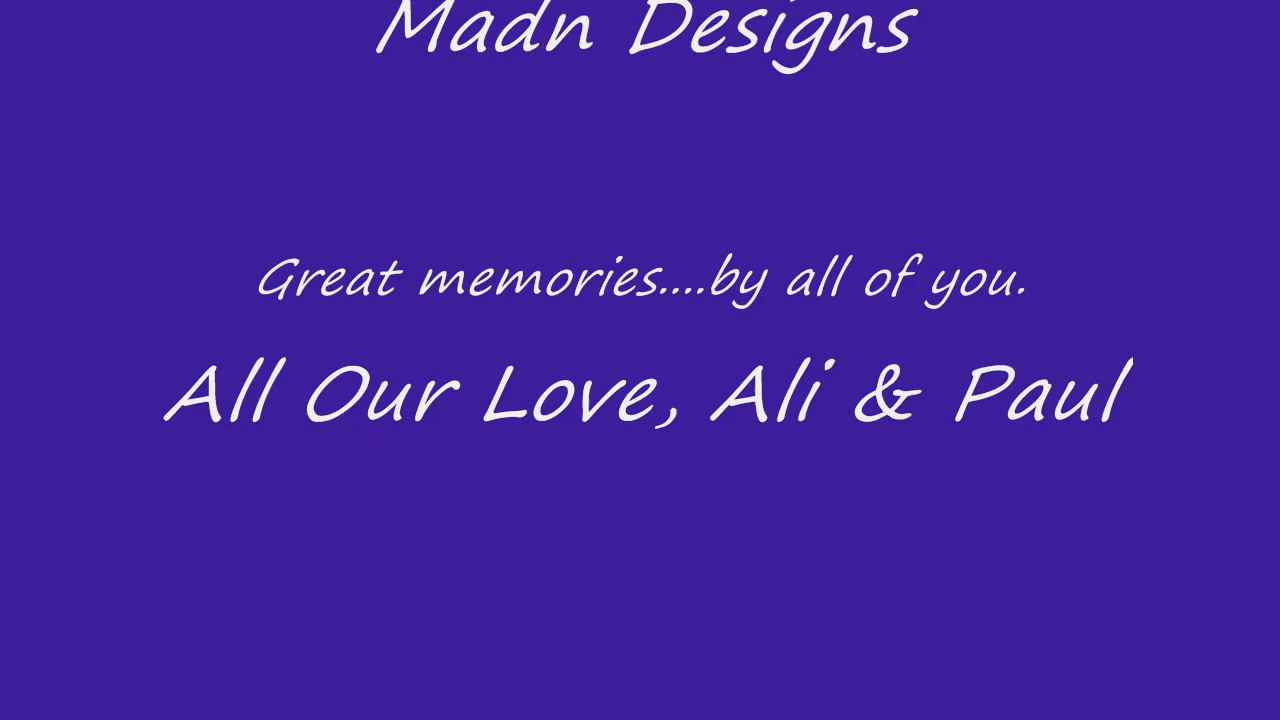 Madn Designs
Great memories....by all of you.
All Our Love, Ali & Paul